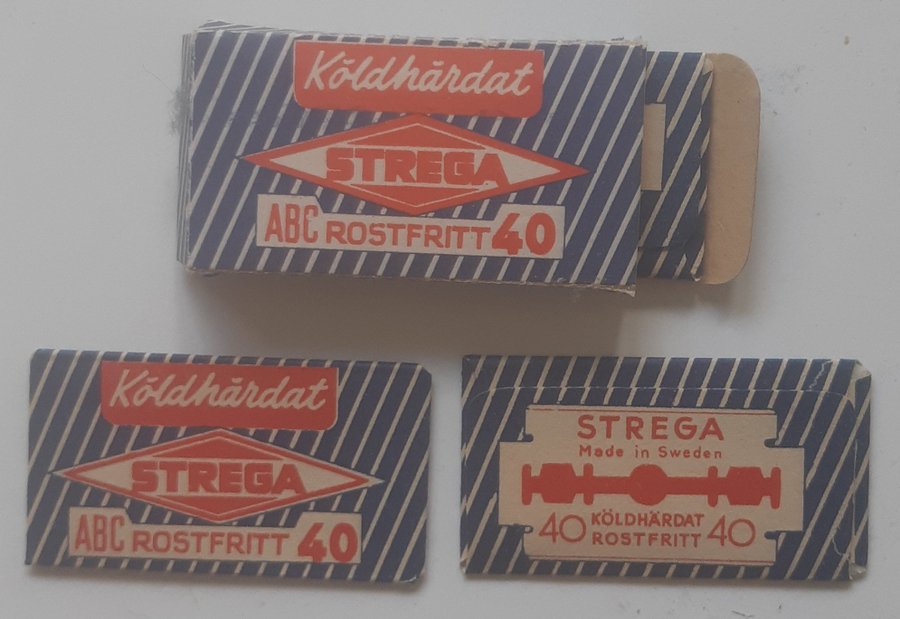 Köldhärdat
STREGA
ABC ROSTFRITT 40
Köldhärdat
STREGA
ABC ROSTFRITT 40
STREGA
Made in Sweden
40 KÖLDHÄRDAT 40
ROSTFRITT